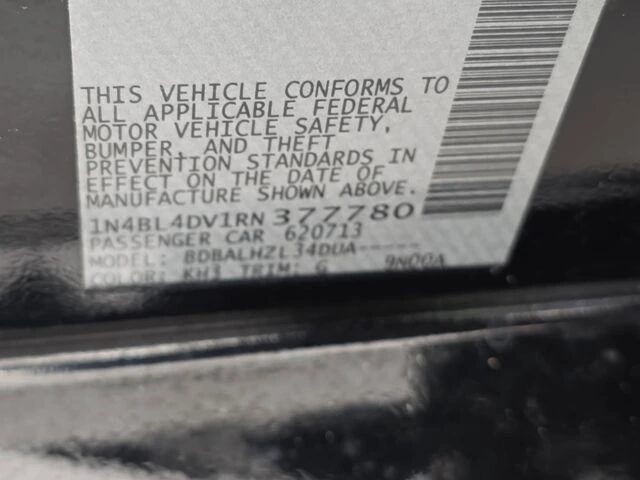 THIS VEHICLE CONFORMS TO
ALL APPLICABLE FEDERAL
MOTOR VEHICLE SAFETY,
BUMPER, AND THEFT
PREVENTION STANDARDS IN
EFFECT ON THE DATE OF
MANUFACTURE SHOWN ABOVE.
1N4BL4DV1RN377780
PASSENGER CAR 620713
MODEL: BDBALHZL34DUA-----
COLOR: KH3 TRIM: G 9N00A